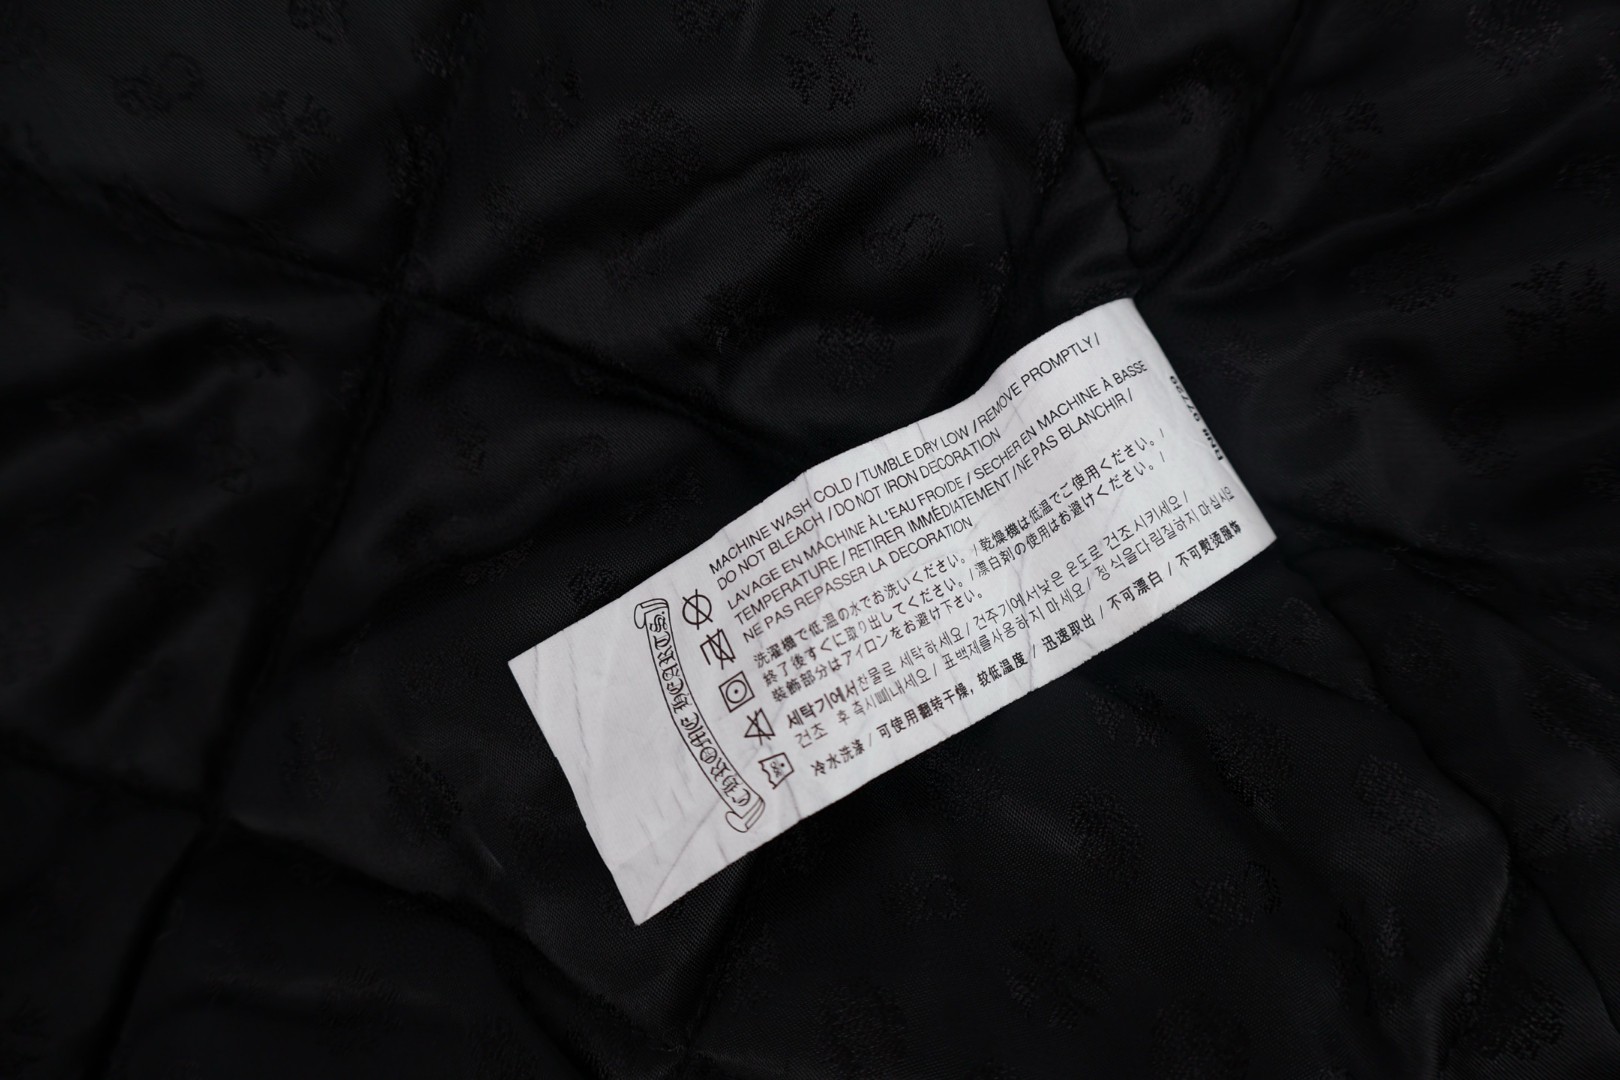 MACHINE WASH COLD / TUMBLE DRY LOW / REMOVE PROMPTLY /
DO NOT BLEACH / DO NOT IRON DECORATION
LAVAGE EN MACHINE À L'EAU FROIDE / SECHER EN MACHINE À BASSE
TEMPERATURE / RETIRER IMMÈDIATEMENT / NE PAS BLANCHIR /
NE PAS REPASSER LA DECORATION
洗濯機で低温の水でお洗いください。/ 乾燥機は低温でご使用ください。/
終了後すぐに取り出してください。/ 漂白剤の使用はお避けください。/
装飾部分はアイロンをお避け下さい。
세탁기에서찬물로 세탁하세요 / 건주기에서낮은 온도로 건조 시키세요 /
건조 후 측시빼내세요 / 표백제를사용하지 마세요 / 정식을다림질하지 마십시오
冷水洗涤 / 可使用翻转干燥，较低温度 / 迅速取出 / 不可漂白 / 不可熨烫服饰
CHROME HEARTS
07/20